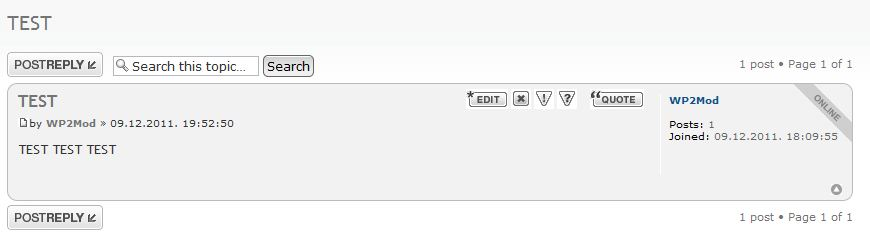 TEST
POSTREPLY Search this topic... Search 1 post • Page 1 of 1
TEST
* EDIT ! ? “ QUOTE
by WP2Mod » 09.12.2011. 19:52:50
TEST TEST TEST
WP2Mod
Posts: 1
Joined: 09.12.2011. 18:09:55
ONLINE
POSTREPLY 1 post • Page 1 of 1